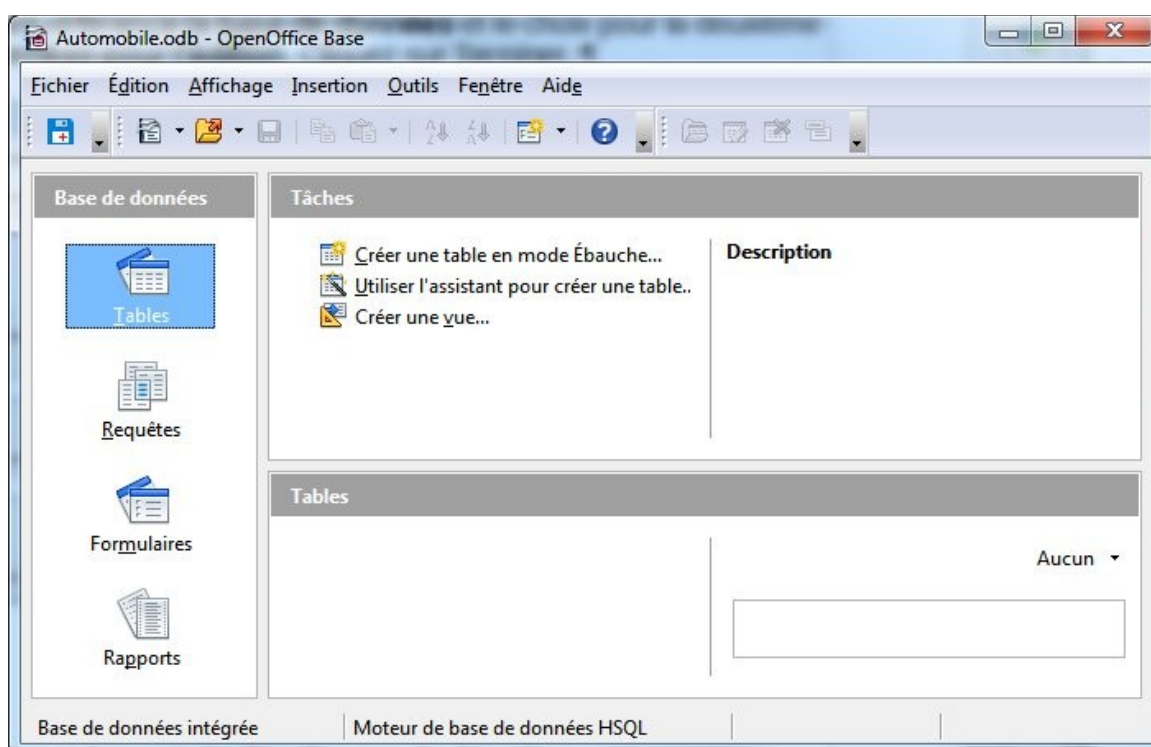 Automobile.odb - OpenOffice Base
Fichier Édition Affichage Insertion Outils Fenêtre Aide
Base de données
Tables
Requêtes
Formulaires
Rapports
Tâches
Créer une table en mode Ébauche...
Utiliser l'assistant pour créer une table..
Créer une vue...
Description
Tables
Aucun
Base de données intégrée
Moteur de base de données HSQL